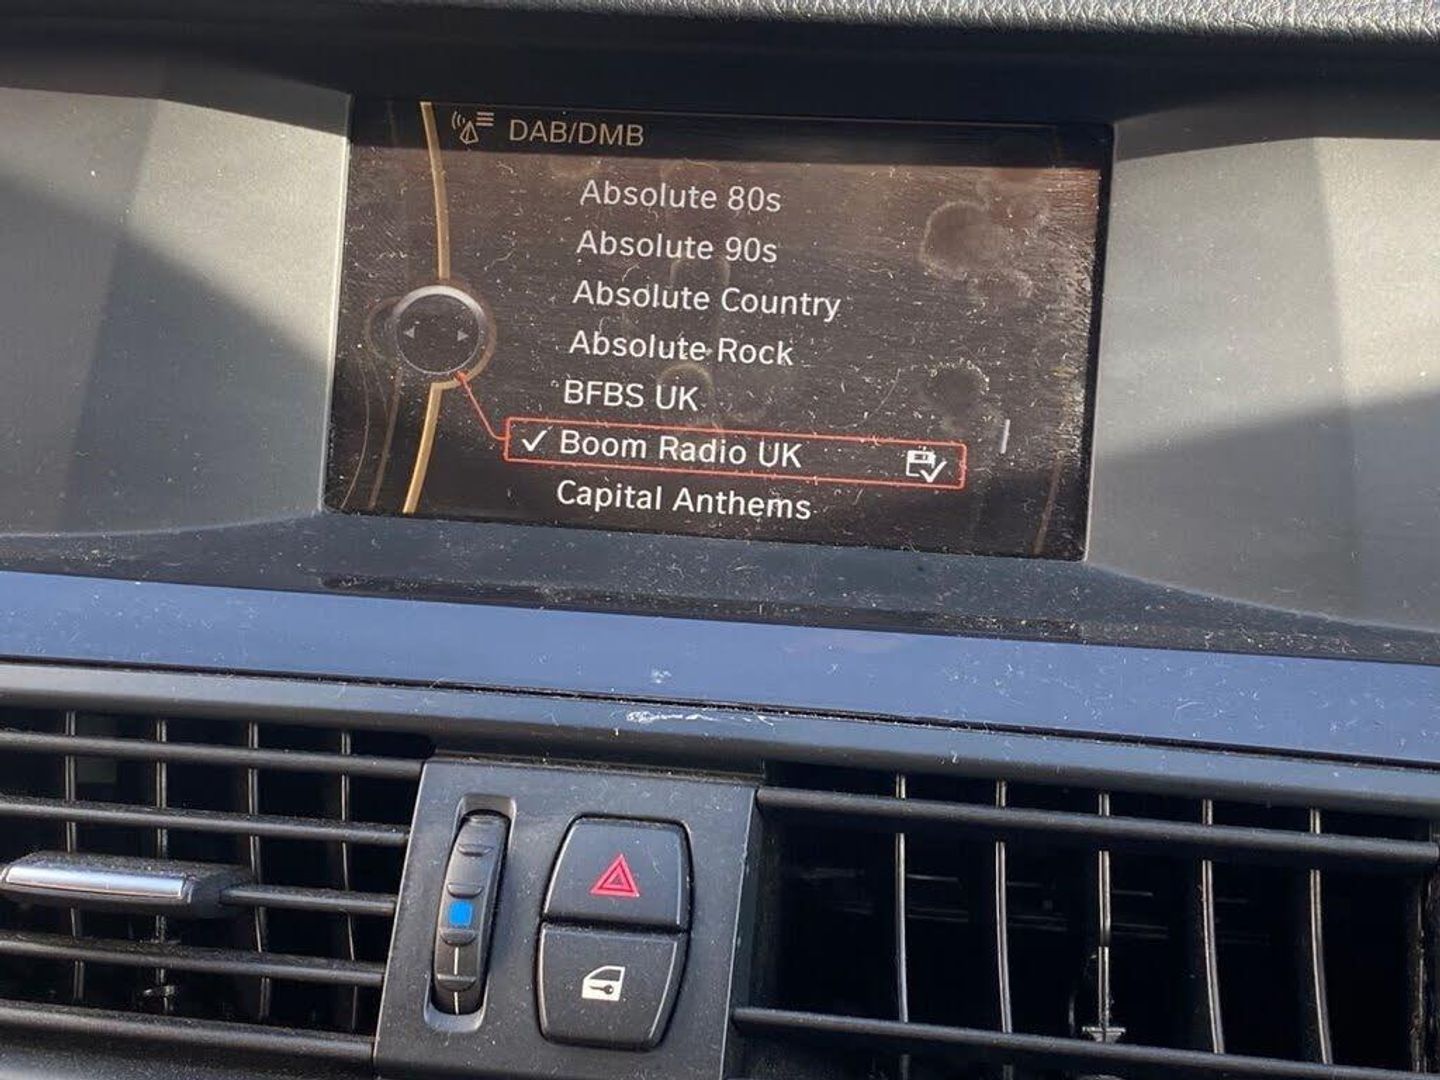 DAB/DMB
Absolute 80s
Absolute 90s
Absolute Country
Absolute Rock
BFBS UK
Boom Radio UK
Capital Anthems